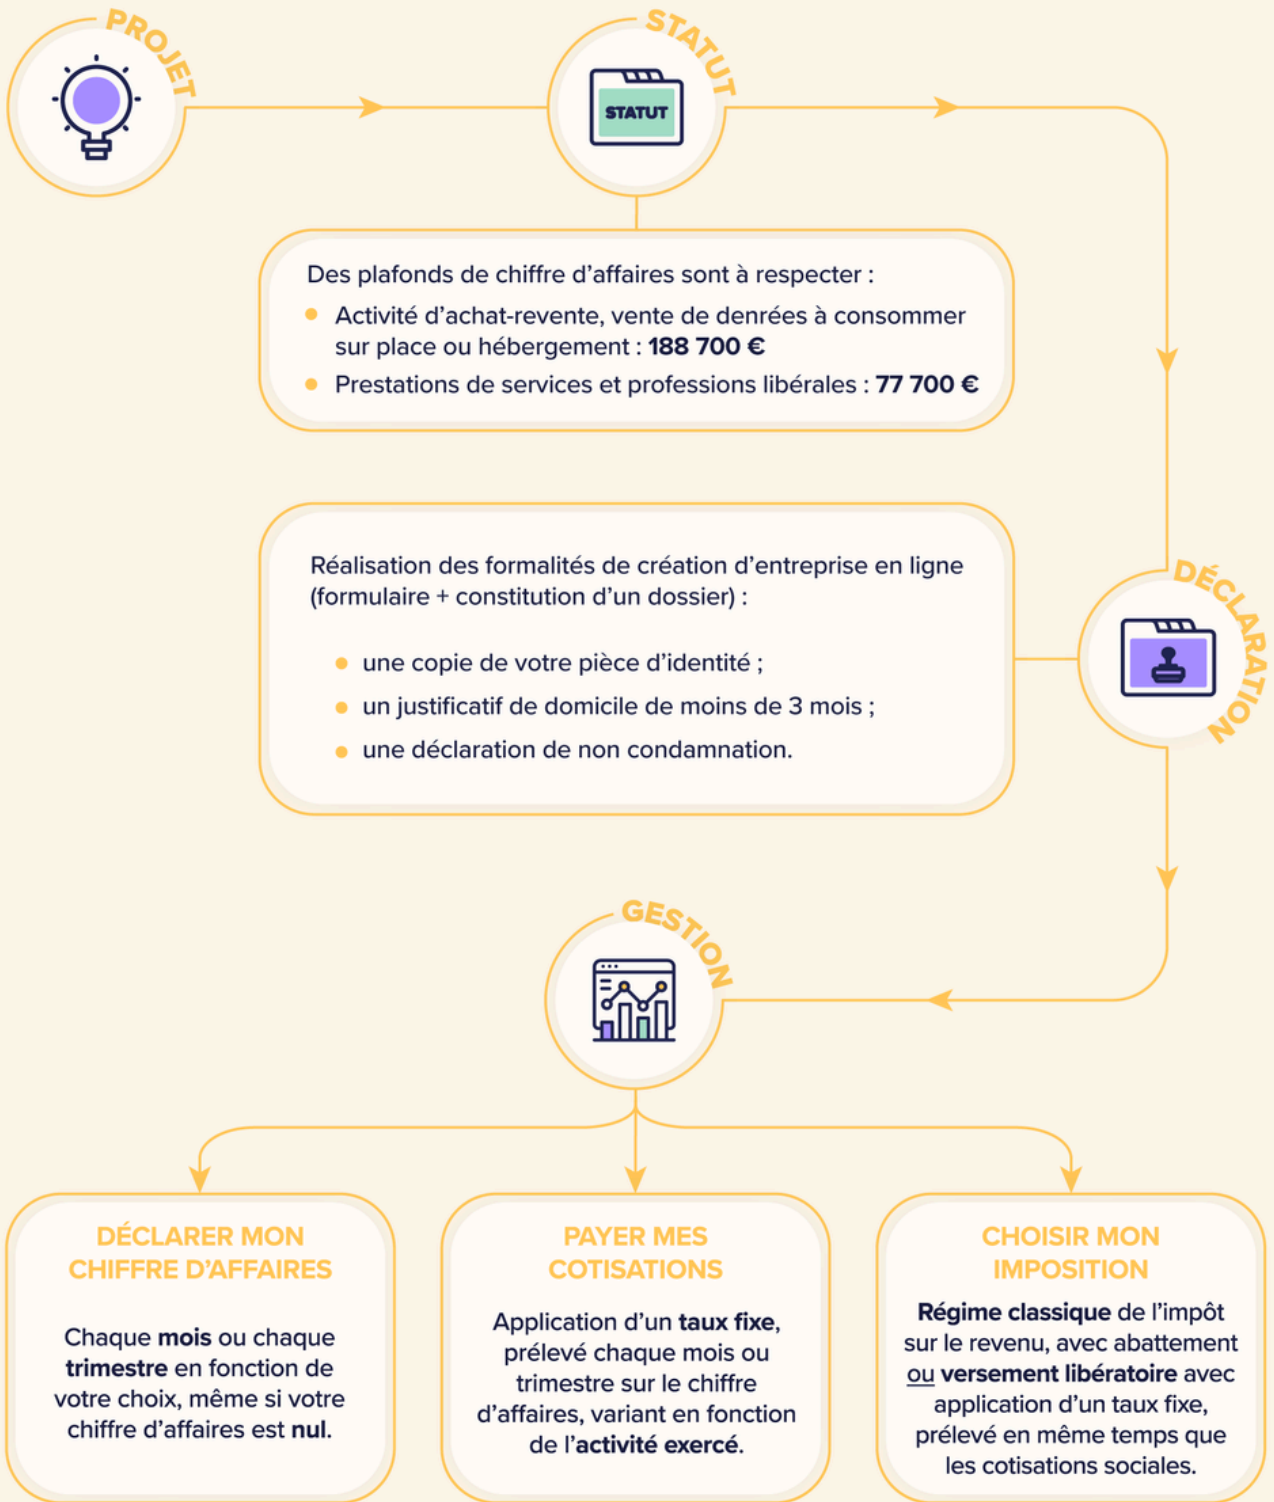 PROJET
STATUT
STATUT
Des plafonds de chiffre d’affaires sont à respecter :
Activité d’achat-revente, vente de denrées à consommer
sur place ou hébergement : 188 700 €
Prestations de services et professions libérales : 77 700 €
Réalisation des formalités de création d’entreprise en ligne
(formulaire + constitution d’un dossier) :
une copie de votre pièce d’identité ;
un justificatif de domicile de moins de 3 mois ;
une déclaration de non condamnation.
DÉCLARATION
GESTION
DÉCLARER MON
CHIFFRE D’AFFAIRES
Chaque mois ou chaque
trimestre en fonction de
votre choix, même si votre
chiffre d’affaires est nul.
PAYER MES
COTISATIONS
Application d’un taux fixe,
prélevé chaque mois ou
trimestre sur le chiffre
d’affaires, variant en fonction
de l’activité exercé.
CHOISIR MON
IMPOSITION
Régime classique de l’impôt
sur le revenu, avec abattement
ou versement libératoire avec
application d’un taux fixe,
prélevé en même temps que
les cotisations sociales.